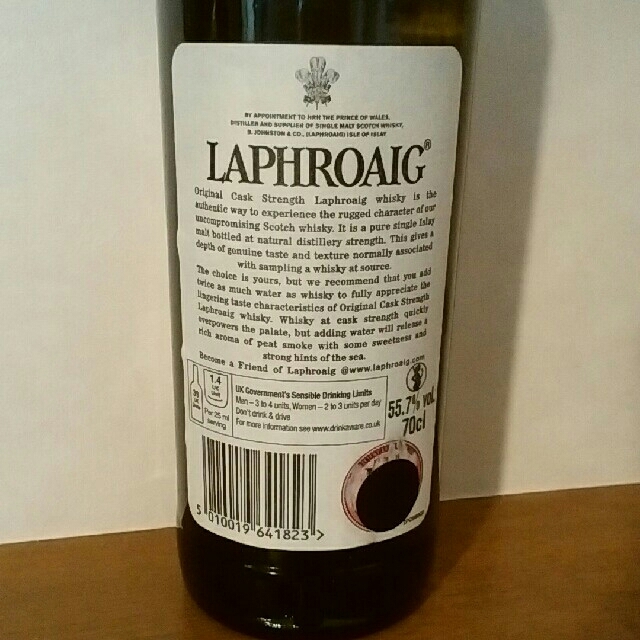 BY APPOINTMENT TO HRH THE PRINCE OF WALES,
DISTILLER AND SUPPLIER OF SINGLE MALT SCOTCH WHISKY,
D. JOHNSTON & CO., (LAPHROAIG) ISLE OF ISLAY
LAPHROAIG®
Original Cask Strength Laphroaig whisky is the
authentic way to experience the rugged character of our
uncompromising Scotch whisky. It is a pure single Islay
malt bottled at natural distillery strength. This gives a
depth of genuine taste and texture normally associated
with sampling a whisky at source.
The choice is yours, but we recommend that you add
twice as much water as whisky to fully appreciate the
lingering taste characteristics of Original Cask Strength
Laphroaig whisky. Whisky at cask strength quickly
overpowers the palate, but adding water will release a
rich aroma of peat smoke with some sweetness and
strong hints of the sea.
Become a Friend of Laphroaig @www.laphroaig.com
1.4
Per 25 ml
Serving
UK Government's Sensible Drinking Limits
Men – 3 to 4 units, Women – 2 to 3 units per day
Don't drink & drive
For more information see www.drinkaware.co.uk
55.7% vol.
70cl
5 010019 641823 >